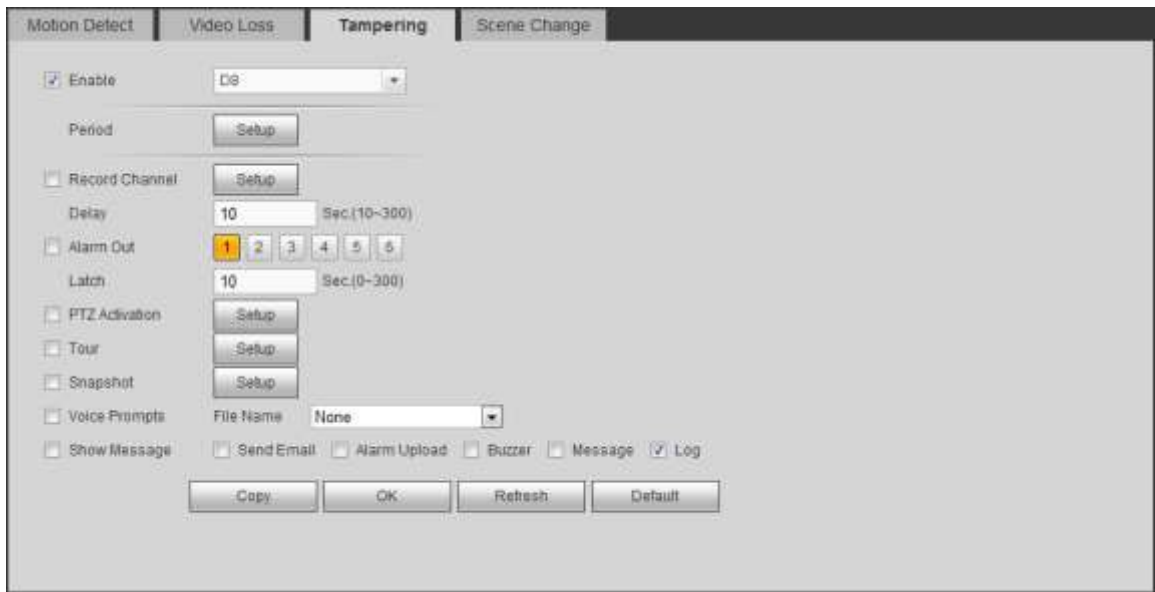 Motion Detect Video Loss Tampering Scene Change
Enable D8
Period Setup
Record Channel Setup
Delay 10 Sec.(10~300)
Alarm Out 1 2 3 4 5 6
Latch 10 Sec.(0~300)
PTZ Activation Setup
Tour Setup
Snapshot Setup
Voice Prompts File Name None
Show Message Send Email Alarm Upload Buzzer Message Log
Copy OK Refresh Default